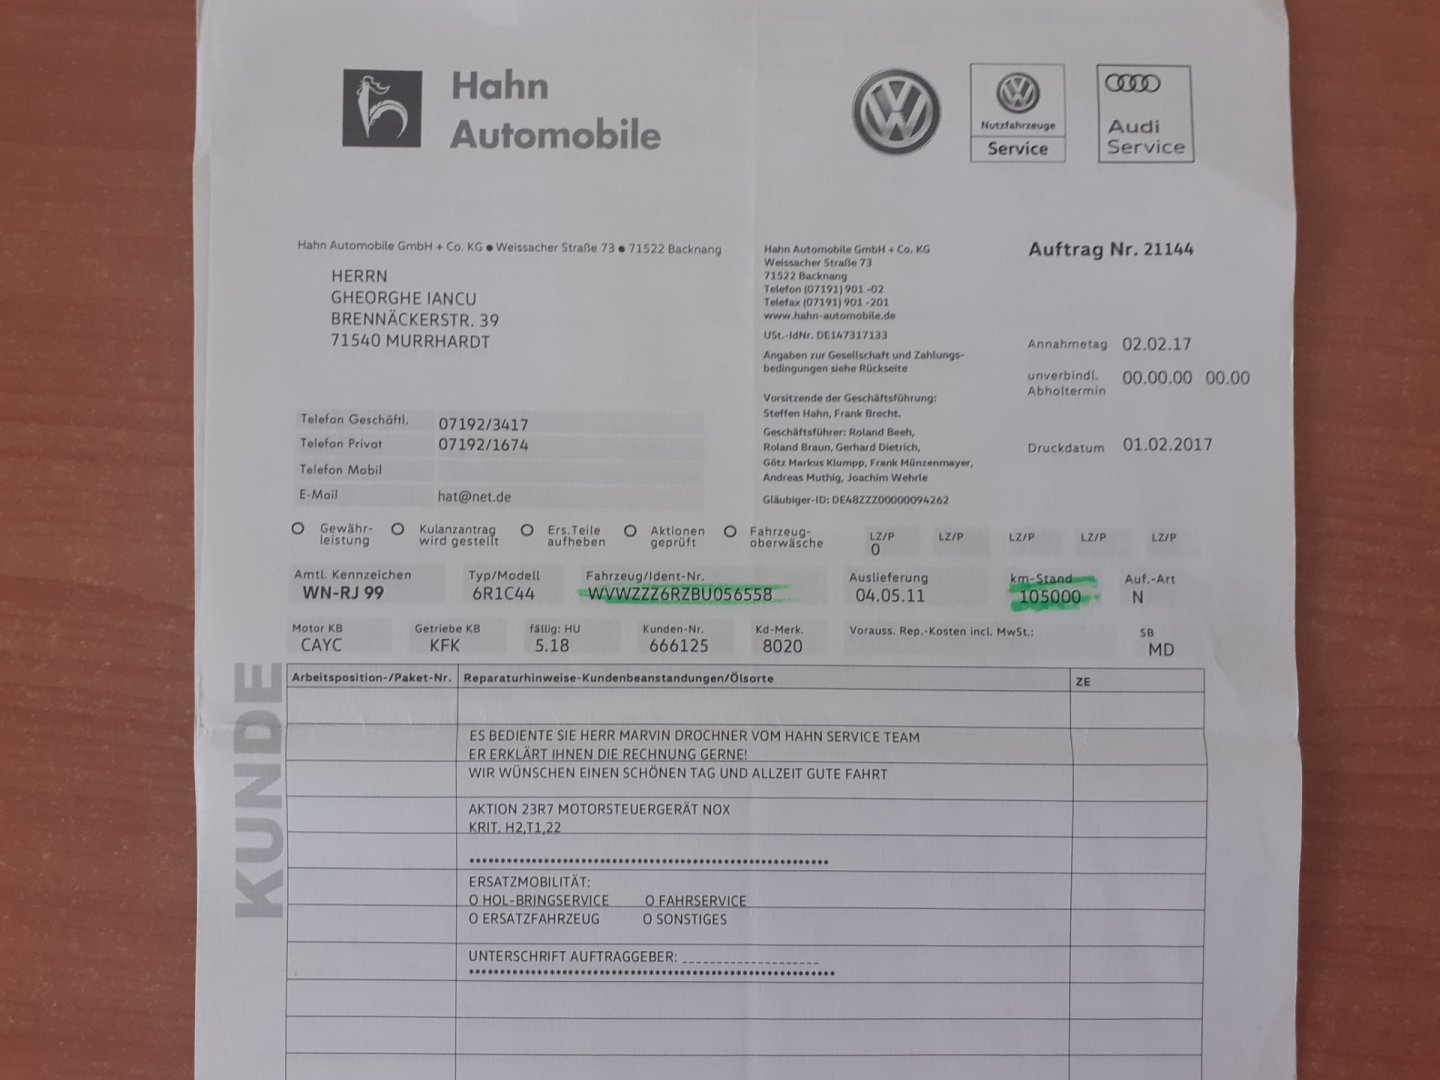 Hahn
Automobile
Nutzfahrzeuge
Service
Audi
Service
Hahn Automobile GmbH + Co. KG ● Weissacher Straße 73 ● 71522 Backnang
HERRN
GHEORGHE IANCU
BRENNÄCKERSTR. 39
71540 MURRHARDT
Hahn Automobile GmbH + Co. KG
Weissacher Straße 73
71522 Backnang
Telefon (07191) 901 -02
Telefax (07191) 901 -201
www.hahn-automobile.de
USt.-IdNr. DE147317133
Angaben zur Gesellschaft und Zahlungs-
bedingungen siehe Rückseite
Vorsitzende der Geschäftsführung:
Steffen Hahn, Frank Brecht.
Geschäftsführer: Roland Beeh,
Roland Braun, Gerhard Dietrich,
Götz Markus Klumpp, Frank Münzenmayer,
Andreas Muthig, Joachim Wehrle
Gläubiger-ID: DE4BZZZ00000094262
Auftrag Nr. 21144
Annahmetag 02.02.17
unverbindl. Abholtermin 00.00.00 00.00
Druckdatum 01.02.2017
Telefon Geschäftl. 07192/3417
Telefon Privat 07192/1674
Telefon Mobil
E-Mail hat@net.de
Gewähr-
leistung
Kulanzantrag
wird gestellt
Ers.Teile
aufheben
Aktionen
geprüft
Fahrzeug-
oberwäsche
LZ/P LZ/P LZ/P LZ/P LZ/P
0
Amtl. Kennzeichen Typ/Modell Fahrzeug/Ident-Nr. Auslieferung km-Stand Auf.-Art
WN-RJ 99 6R1C44 WVWZZZ6RZBU056558 04.05.11 105000 N
Motor KB Getriebe KB fällig: HU Kunden-Nr. Kd-Merk. Vorauss. Rep.-Kosten incl. MwSt.: SB
CAYC KFK 5.18 666125 8020 MD
KUNDE
Arbeitsposition-/Paket-Nr. Reparaturhinweise-Kundenbeanstandungen/Ölsorte ZE
ES BEDIENTE SIE HERR MARVIN DROCHNER VOM HAHN SERVICE TEAM
ER ERKLÄRT IHNEN DIE RECHNUNG GERNE!
WIR WÜNSCHEN EINEN SCHÖNEN TAG UND ALLZEIT GUTE FAHRT
AKTION 23R7 MOTORSTEUERGERÄT NOX
KRIT. H2,T1,22
**********************************************************
ERSATZMOBILITÄT:
O HOL-BRINGSERVICE O FAHRSERVICE
O ERSATZFAHRZEUG O SONSTIGES
UNTERSCHRIFT AUFTRAGGEBER: ____________________
***********************************************************